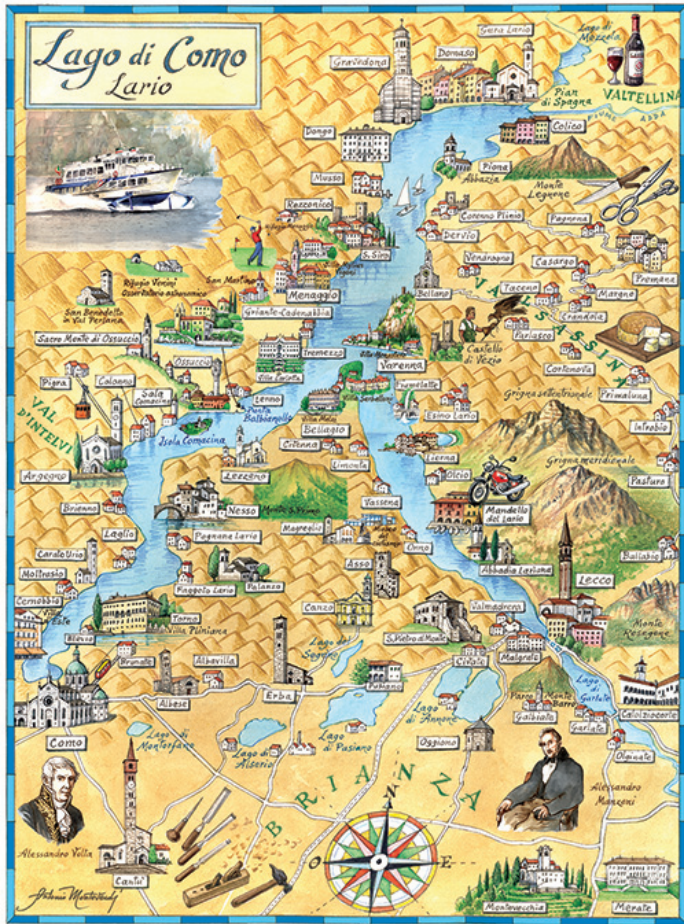 Lago di Como
Lario
Gravedona
Domaso
Gera Lario
Lago di
Mezzola
VALTELLINA
Pian
di Spagna
FIUME ADDA
Dongo
Colico
Musso
Piona
Abbazia
Monte
Legnone
Rezzonico
Corenno Plinio
Pagnona
Dervio
S. Siro
Vendrogno
Casargo
Premana
Rifugio Venini
Osservatorio astronomico
San Martino
Menaggio
Bellano
Taceno
Margno
San Benedetto
in Val Perlana
Griante-Cadenabbia
Crandola
VALSASSINA
Parlasco
Sacro Monte di Ossuccio
Tremezzo
Castello
di Vezio
Cortenova
Ossuccio
Villa Carlotta
Varenna
Primaluna
Pigra
Colonno
Sala
Comacina
Lenno
Villa Serbelloni
Fiumelatte
Grigna settentrionale
VAL
D'INTELVI
Punta
Balbianello
Villa Melzi
Esino Lario
Introbio
Isola Comacina
Bellagio
Civenna
Lierna
Grigna meridionale
Argegno
Lezzeno
Limonta
Olcio
Pasturo
Brienno
Nesso
Monte S. Primo
Vassena
Mandello
del Lario
Laglio
Pognana Lario
Magreglio
Onno
Ballabio
Carate Urio
Asso
Abbadia Lariana
Lecco
Moltrasio
Faggeto Lario
Palanzo
Canzo
Valmadrera
Cernobbio
Torno
Villa Pliniana
Monte
Resegone
Blevio
Lago del
Segrino
S. Pietro al Monte
Malgrate
Brunate
Albavilla
Civate
Lago
di
Garlate
Albese
Erba
Pusiano
Parco Monte
Barro
Galbiate
Calolziocorte
Como
Lago di
Montorfano
Lago di
Annone
Garlate
Lago di
Alserio
Lago di
Pusiano
Oggiono
Olginate
BRIANZA
Alessandro
Manzoni
N
O
E
Alessandro Volta
Cantu'
Montevecchia
Merate